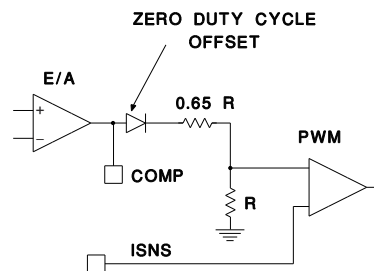 ZERO DUTY CYCLE
OFFSET
E/A
0.65 R
PWM
+
−
COMP
R
ISNS